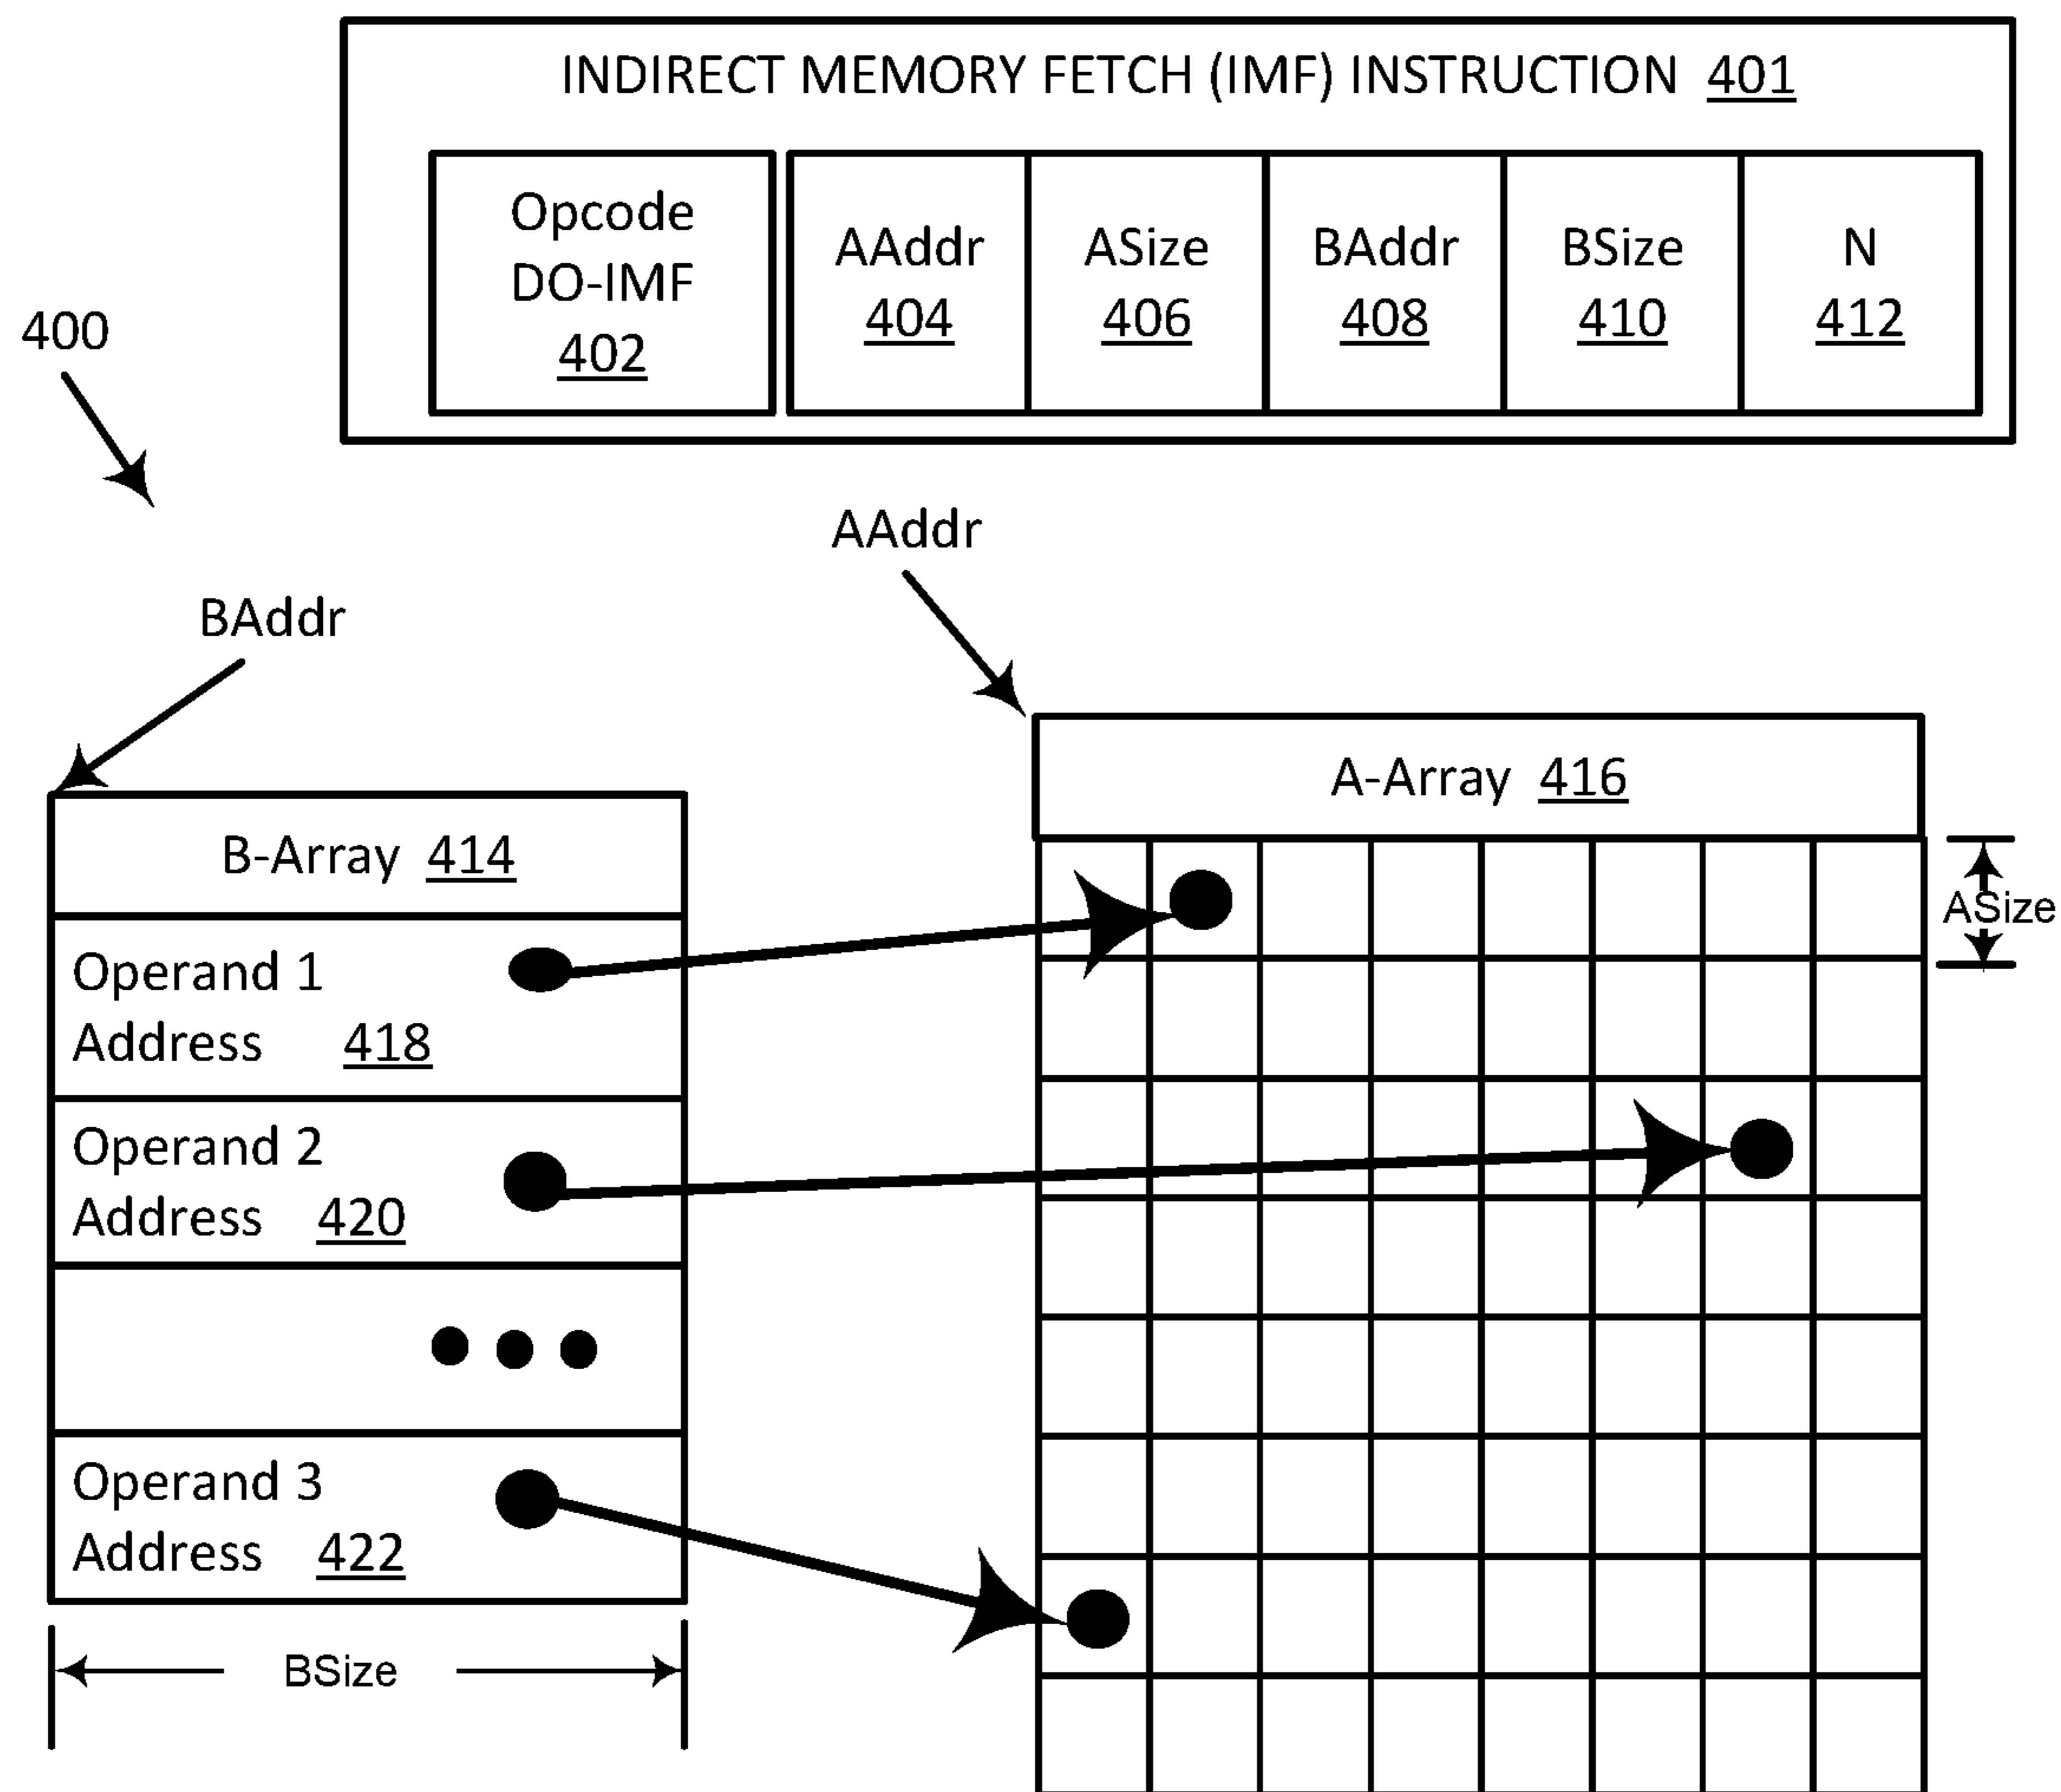 INDIRECT MEMORY FETCH (IMF) INSTRUCTION 401
Opcode
DO-IMF
402
AAddr
404
ASize
406
BAddr
408
BSize
410
N
412
400
AAddr
BAddr
A-Array 416
ASize
B-Array 414
Operand 1
Address 418
Operand 2
Address 420
Operand 3
Address 422
BSize